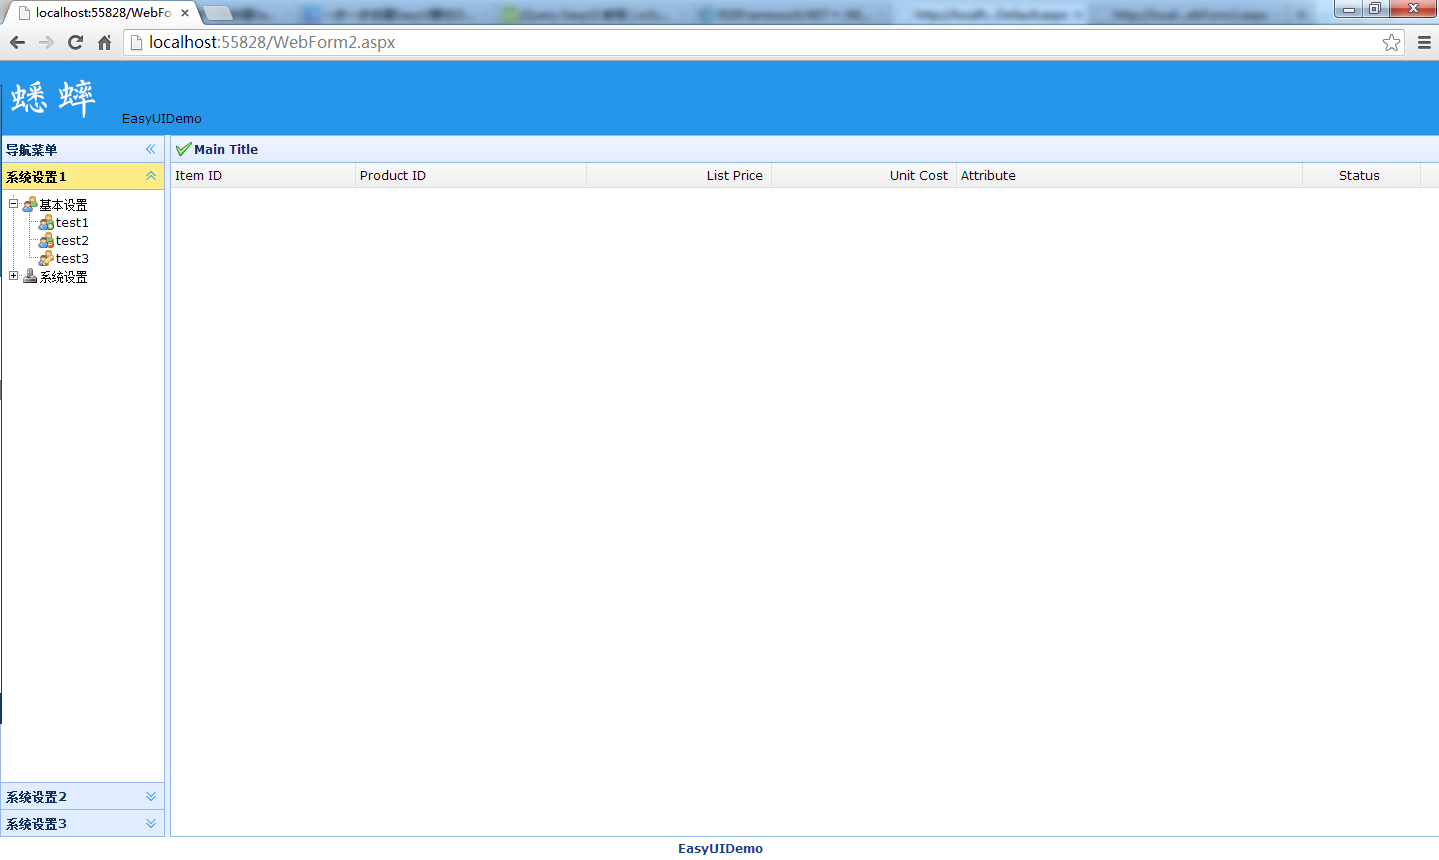 localhost:55828/WebFo
localhost:55828/WebForm2.aspx
蟋蟀
EasyUIDemo
导航菜单
Main Title
系统设置1
Item ID Product ID List Price Unit Cost Attribute Status
基本设置
test1
test2
test3
系统设置
系统设置2
系统设置3
EasyUIDemo